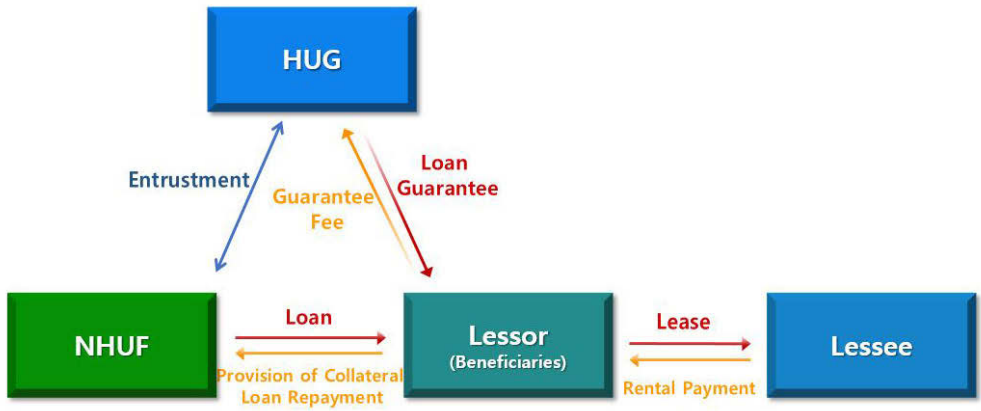 HUG
Entrustment
Guarantee
Fee
Loan
Guarantee
NHUF
Loan
Provision of Collateral
Loan Repayment
Lessor
(Beneficiaries)
Lease
Rental Payment
Lessee